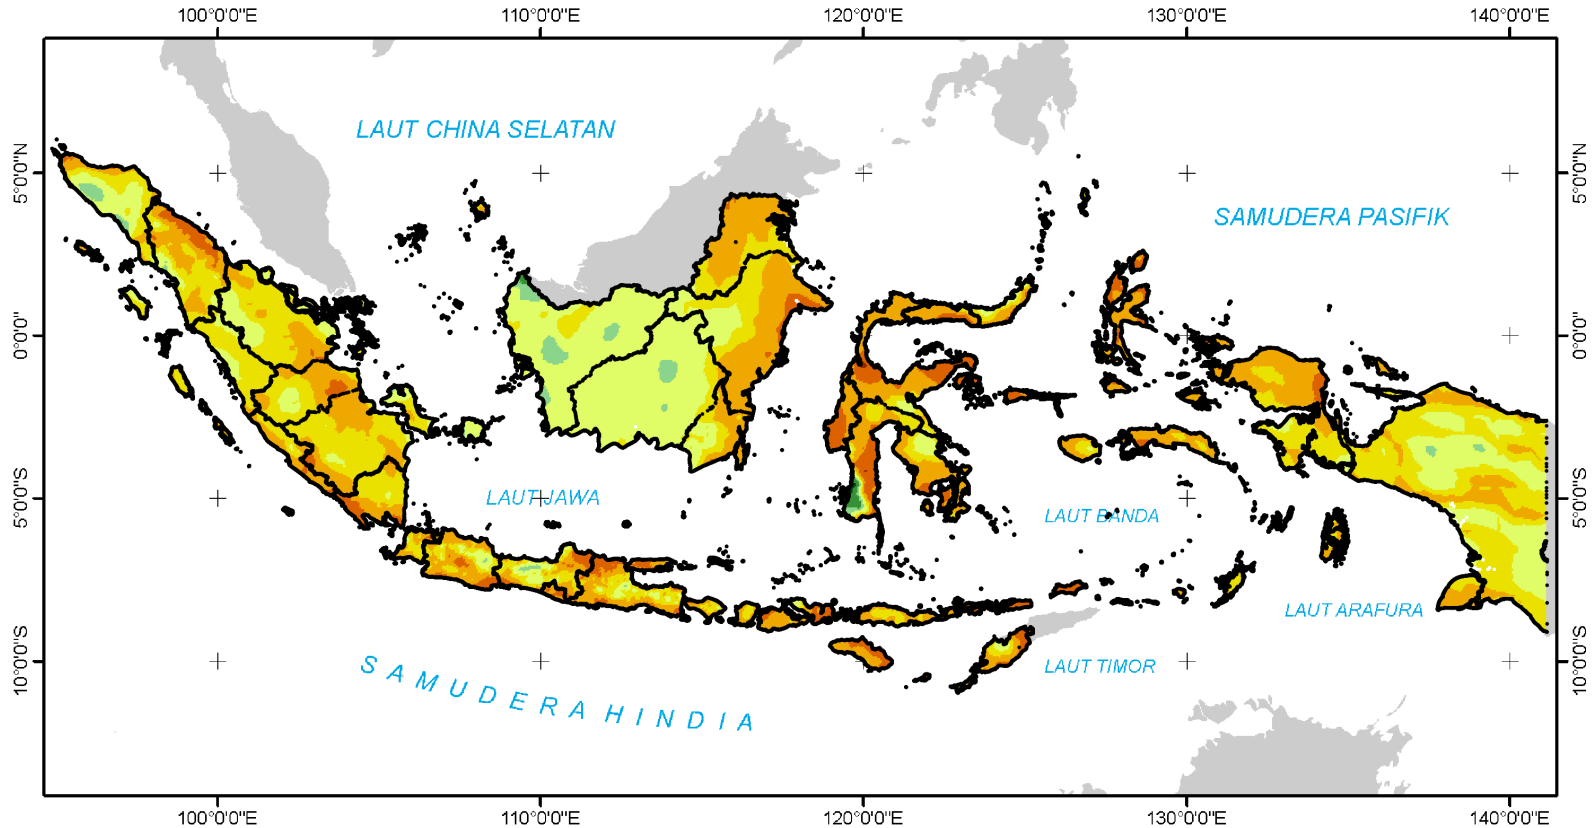 100°0'0"E 110°0'0"E 120°0'0"E 130°0'0"E 140°0'0"E
LAUT CHINA SELATAN
5°0'0"N 5°0'0"N
SAMUDERA PASIFIK
0°0'0" 0°0'0"
LAUT JAWA
5°0'0"S 5°0'0"S
LAUT BANDA
LAUT ARAFURA
10°0'0"S LAUT TIMOR 10°0'0"S
SAMUDERA HINDIA
100°0'0"E 110°0'0"E 120°0'0"E 130°0'0"E 140°0'0"E